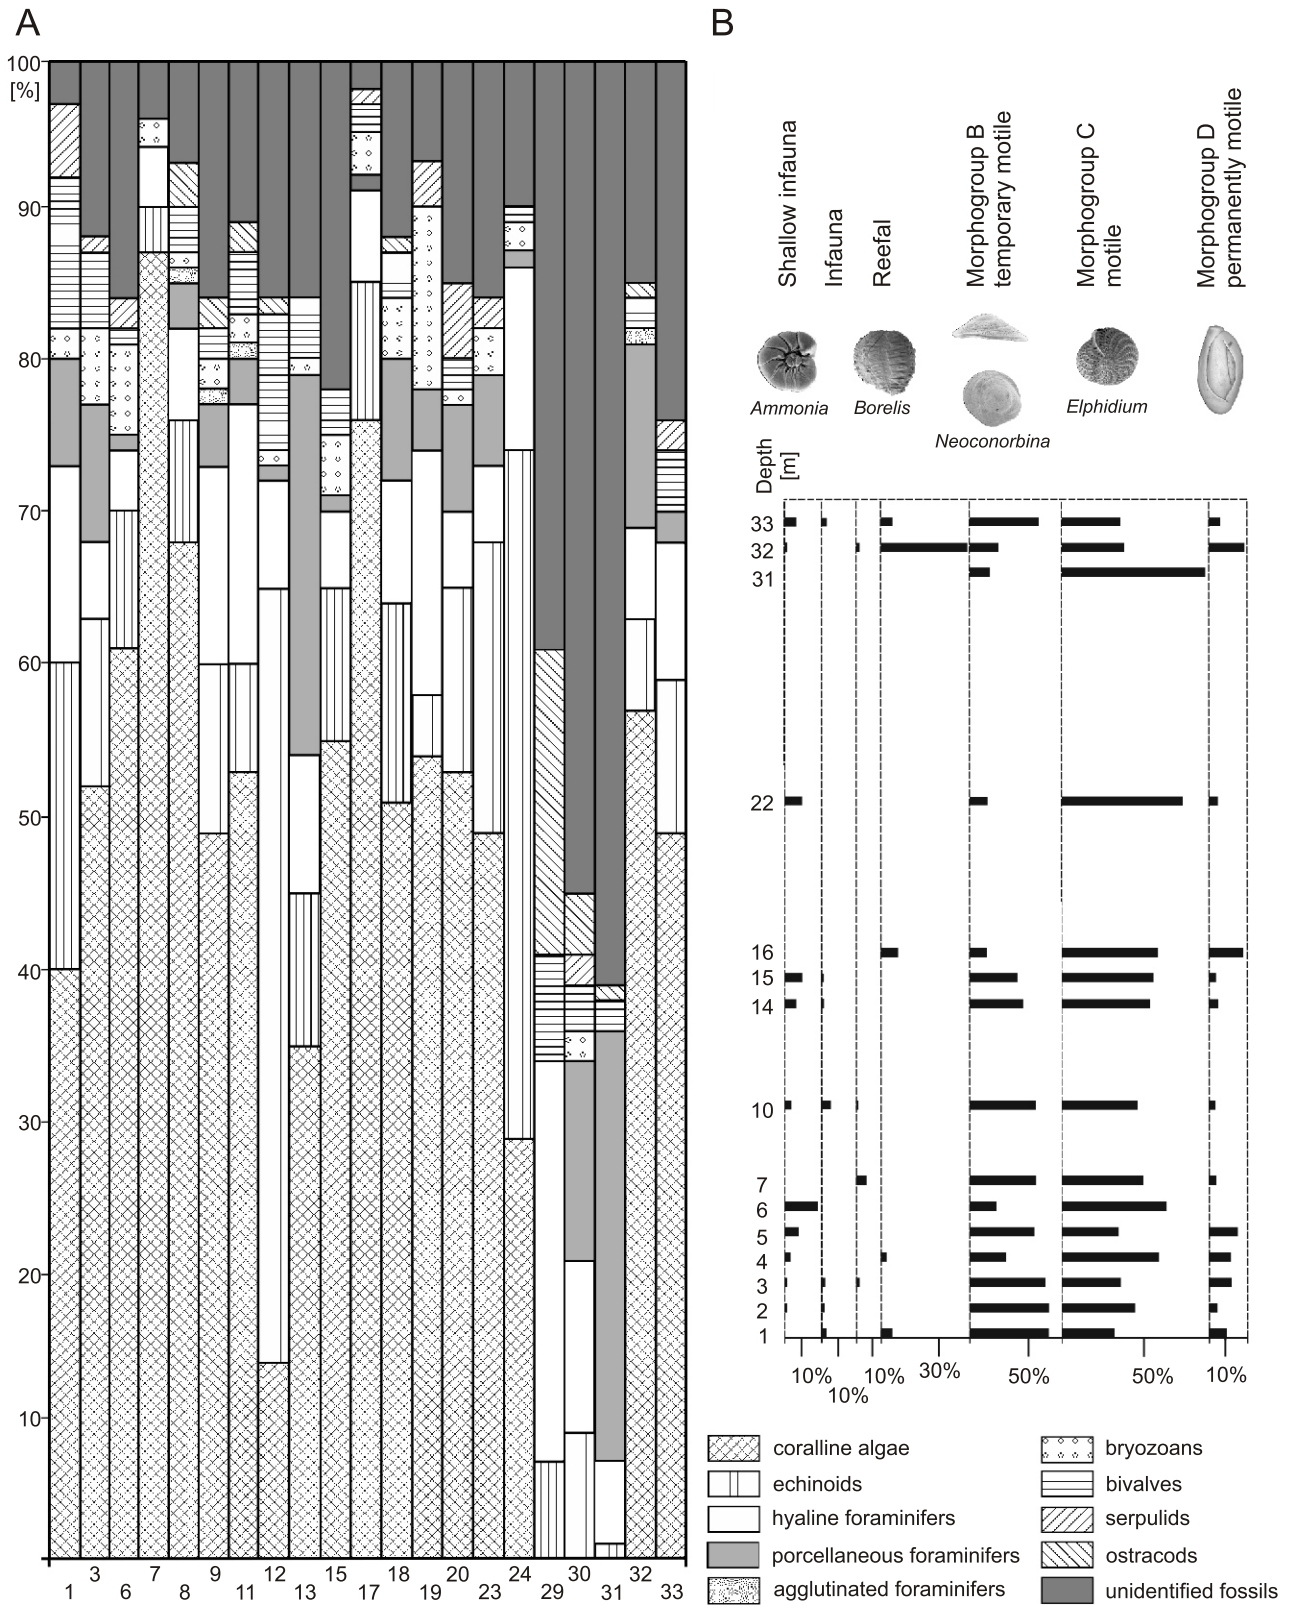 A
B
100
[%]
90
80
70
60
50
40
30
20
10
3 7 9 12 15 18 20 24 30 32
1 6 8 11 13 17 19 23 29 31 33
Shallow infauna
Infauna
Reefal
Morphogroup B
temporary motile
Morphogroup C
motile
Morphogroup D
permanently motile
Ammonia
Borelis
Neoconorbina
Elphidium
Depth
[m]
33
32
31
22
16
15
14
10
7
6
5
4
3
2
1
10% 10% 10% 30% 50% 50% 10%
coralline algae
echinoids
hyaline foraminifers
porcellaneous foraminifers
agglutinated foraminifers
bryozoans
bivalves
serpulids
ostracods
unidentified fossils